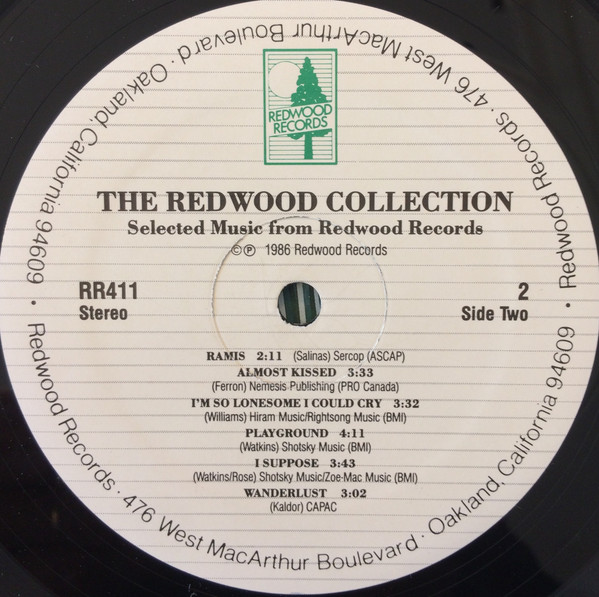 REDWOOD
RECORDS
THE REDWOOD COLLECTION
Selected Music from Redwood Records
©℗ 1986 Redwood Records
RR411
Stereo
2
Side Two
RAMIS 2:11 (Salinas) Sercop (ASCAP)
ALMOST KISSED 3:33
(Ferron) Nemesis Publishing (PRO Canada)
I'M SO LONESOME I COULD CRY 3:32
(Williams) Hiram Music/Rightsong Music (BMI)
PLAYGROUND 4:11
(Watkins) Shotsky Music (BMI)
I SUPPOSE 3:43
(Watkins/Rose) Shotsky Music/Zoe-Mac Music (BMI)
WANDERLUST 3:02
(Kaldor) CAPAC
Redwood Records · 476 West MacArthur Boulevard · Oakland, California 94609 •
Redwood Records · 476 West MacArthur Boulevard · Oakland, California 94609 •